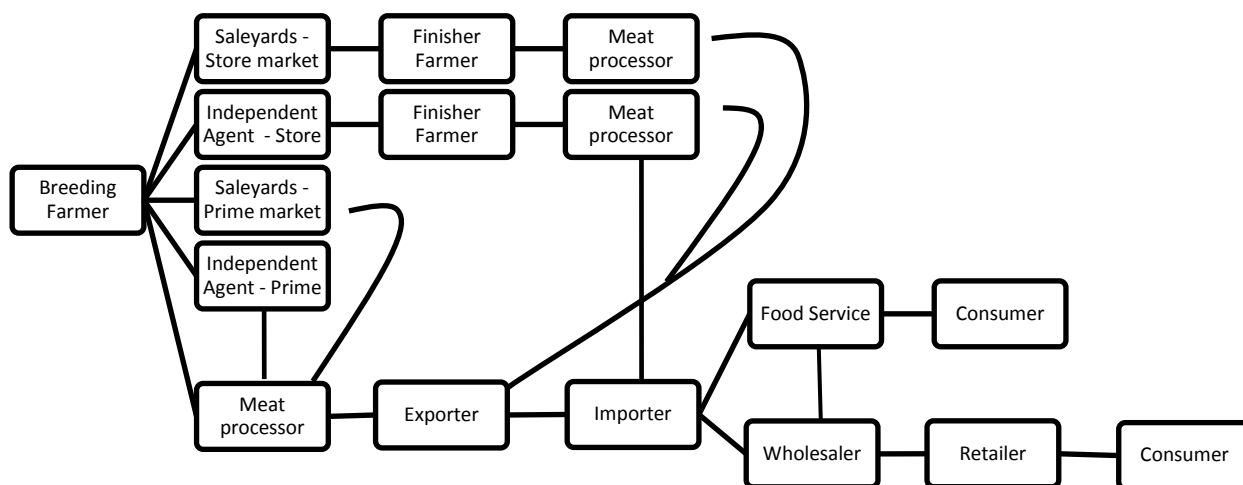 Saleyards -
Store market
Finisher
Farmer
Meat
processor
Independent
Agent - Store
Finisher
Farmer
Meat
processor
Breeding
Farmer
Saleyards -
Prime market
Independent
Agent - Prime
Food Service
Consumer
Meat
processor
Exporter
Importer
Wholesaler
Retailer
Consumer